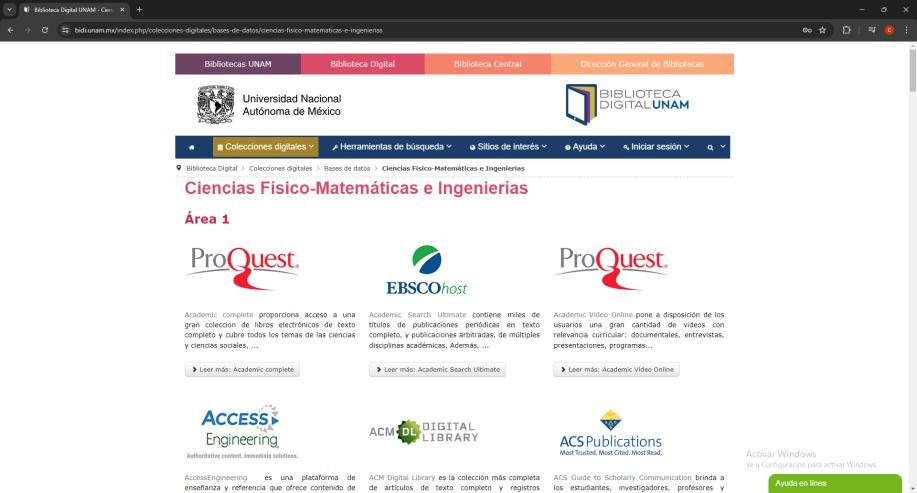 Biblioteca Digital UNAM - Cien
bidi.unam.mx/index.php/colecciones-digitales/bases-de-datos/ciencias-fisico-matematicas-e-ingenierias
Bibliotecas UNAM
Biblioteca Digital
Biblioteca Central
Dirección General de Bibliotecas
Universidad Nacional
Autónoma de México
BIBLIOTECA
DIGITALUNAM
Colecciones digitales
Herramientas de búsqueda
Sitios de interés
Ayuda
Iniciar sesión
Biblioteca Digital > Colecciones digitales > Bases de datos > Ciencias Físico-Matemáticas e Ingenierías
Ciencias Físico-Matemáticas e Ingenierías
Área 1
ProQuest
Academic complete proporciona acceso a una
gran coleccion de libros electrónicos de texto
completo y cubre todos los temas de las ciencias
y ciencias sociales, ...
Leer más: Academic complete
EBSCOhost
Academic Search Ultimate contiene miles de
títulos de publicaciones periódicas en texto
completo, y publicaciones arbitradas, de múltiples
disciplinas académicas, Además, ...
Leer más: Academic Search Ultimate
ProQuest
Academic Video Online pone a disposición de los
usuarios una gran cantidad de vídeos con
relevancia curricular: documentales, entrevistas,
presentaciones, programas...
Leer más: Academic Video Online
ACCESS
Engineering
Authoritative content. Immediate solutions.
AccessEngineering es una plataforma de
enseñanza y referencia que ofrece contenido de
ACM DL DIGITAL
LIBRARY
ACM Digital Library es la colección más completa
de artículos de texto completo y registros
ACS Publications
Most Trusted. Most Cited. Most Read.
ACS Guide to Scholarly Communication brinda a
los estudiantes, investigadores, profesores y
Activar Windows
Ve a Configuración para activar Windows.
Ayuda en línea